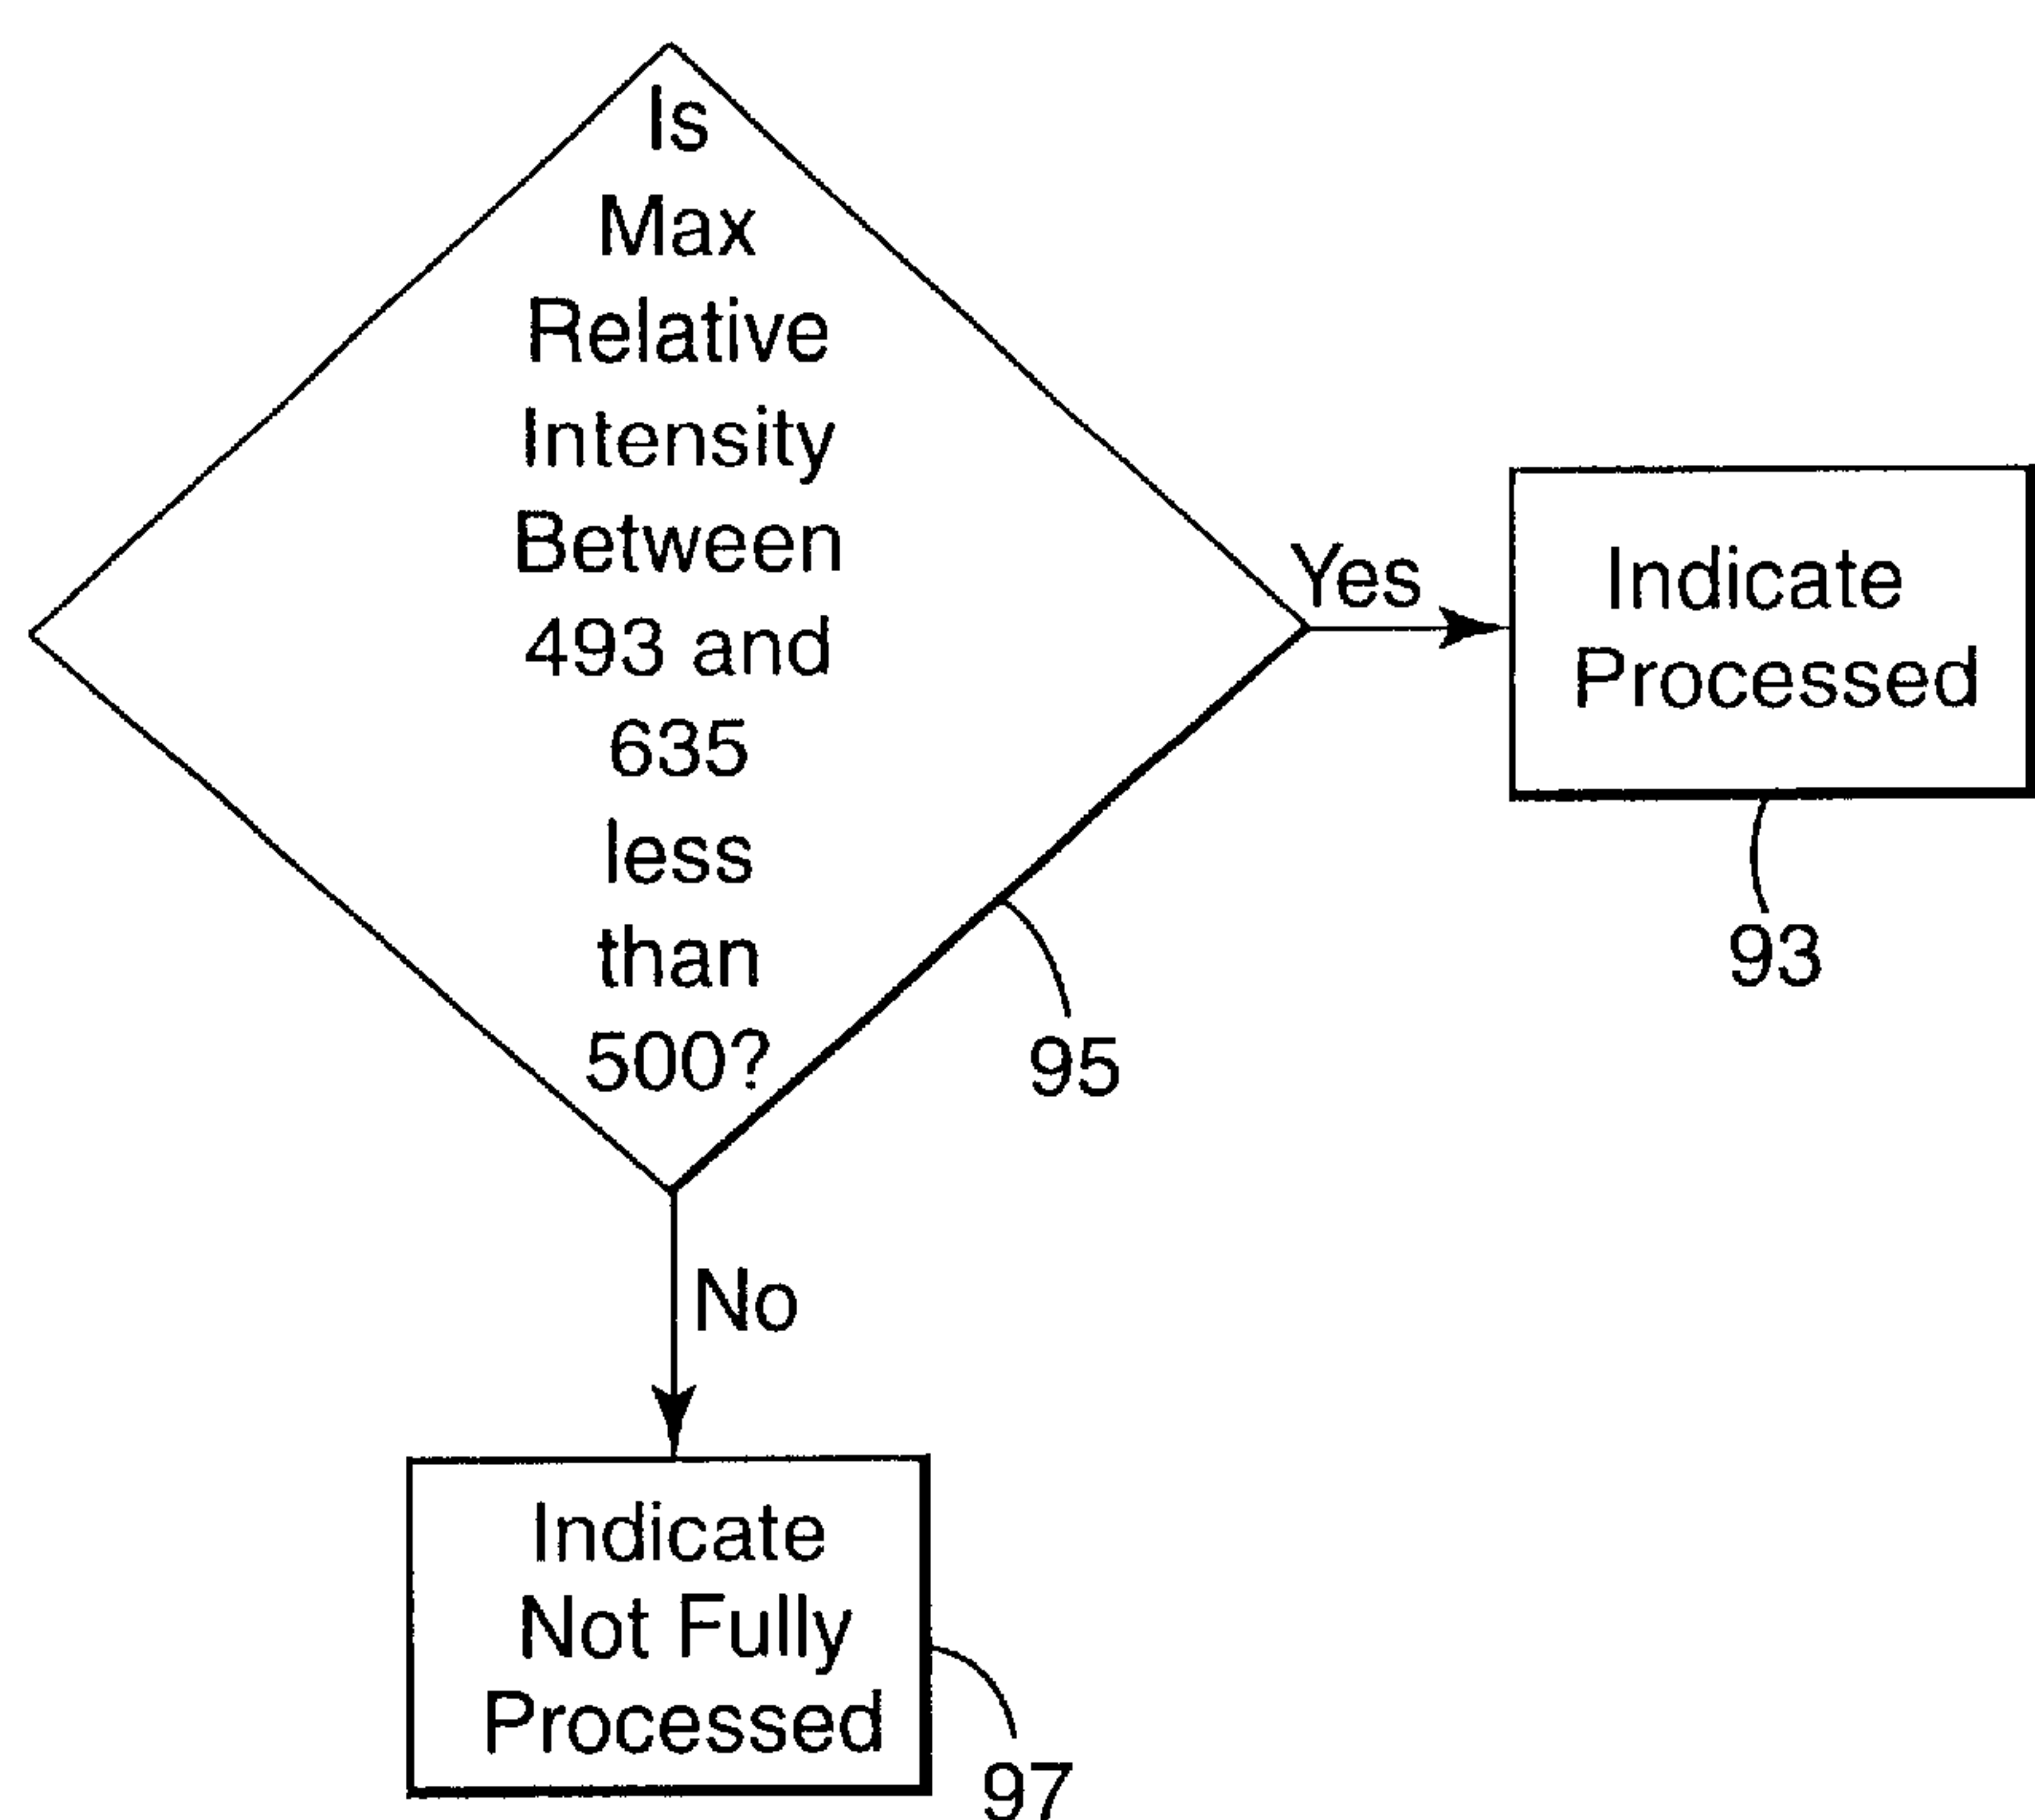 Is
Max
Relative
Intensity
Between
493 and
635
less
than
500?
Yes
Indicate
Processed
93
95
No
Indicate
Not Fully
Processed
97